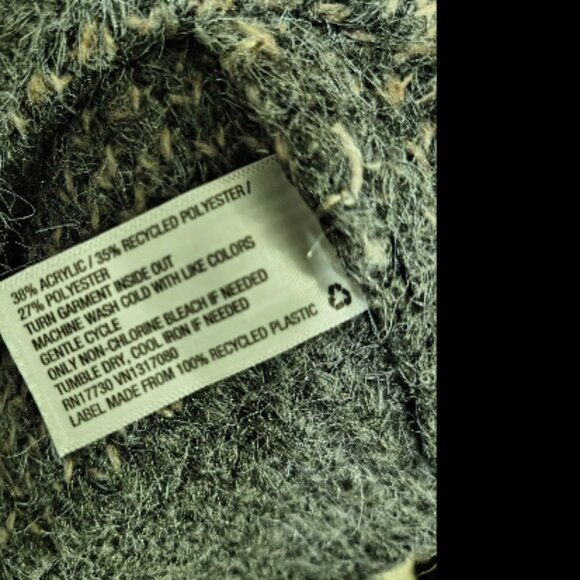 38% ACRYLIC / 35% RECYCLED POLYESTER /
27% POLYESTER
TURN GARMENT INSIDE OUT
MACHINE WASH COLD WITH LIKE COLORS
GENTLE CYCLE
ONLY NON-CHLORINE BLEACH IF NEEDED
TUMBLE DRY, COOL IRON IF NEEDED
RN17730 VN1317080
LABEL MADE FROM 100% RECYCLED PLASTIC